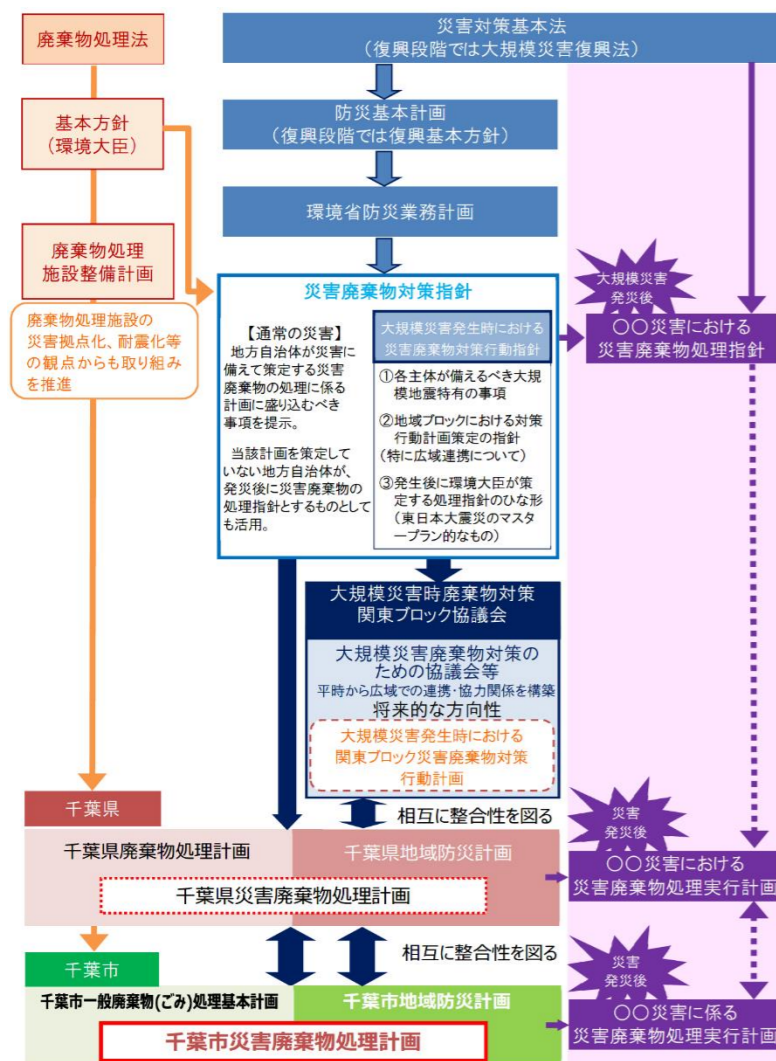 廃棄物処理法
災害対策基本法
(復興段階では大規模災害復興法)
基本方針
(環境大臣)
防災基本計画
(復興段階では復興基本方針)
環境省防災業務計画
廃棄物処理
施設整備計画
廃棄物処理施設の
災害拠点化、耐震化等
の観点からも取り組み
を推進
災害廃棄物対策指針
【通常の災害】
地方自治体が災害に
備えて策定する災害
廃棄物の処理に係る
計画に盛り込むべき
事項を提示。
当該計画を策定して
いない地方自治体が、
発災後に災害廃棄物の
処理指針とするものとして
も活用。
大規模災害発生時における
災害廃棄物対策行動指針
①各主体が備えるべき大規
模地震特有の事項
②地域ブロックにおける対策
行動計画策定の指針
(特に広域連携について)
③発生後に環境大臣が策
定する処理指針のひな形
(東日本大震災のマスタ
ープラン的なもの)
大規模災害
発災後
〇〇災害における
災害廃棄物処理指針
大規模災害時廃棄物対策
関東ブロック協議会
大規模災害廃棄物対策の
ための協議会等
平時から広域での連携・協力関係を構築
将来的な方向性
大規模災害発生時における
関東ブロック災害廃棄物対策
行動計画
相互に整合性を図る
千葉県
千葉県廃棄物処理計画
千葉県地域防災計画
千葉県災害廃棄物処理計画
災害
発災後
〇〇災害における
災害廃棄物処理実行計画
相互に整合性を図る
千葉市
千葉市一般廃棄物(ごみ)処理基本計画
千葉市地域防災計画
千葉市災害廃棄物処理計画
災害
発災後
〇〇災害に係る
災害廃棄物処理実行計画